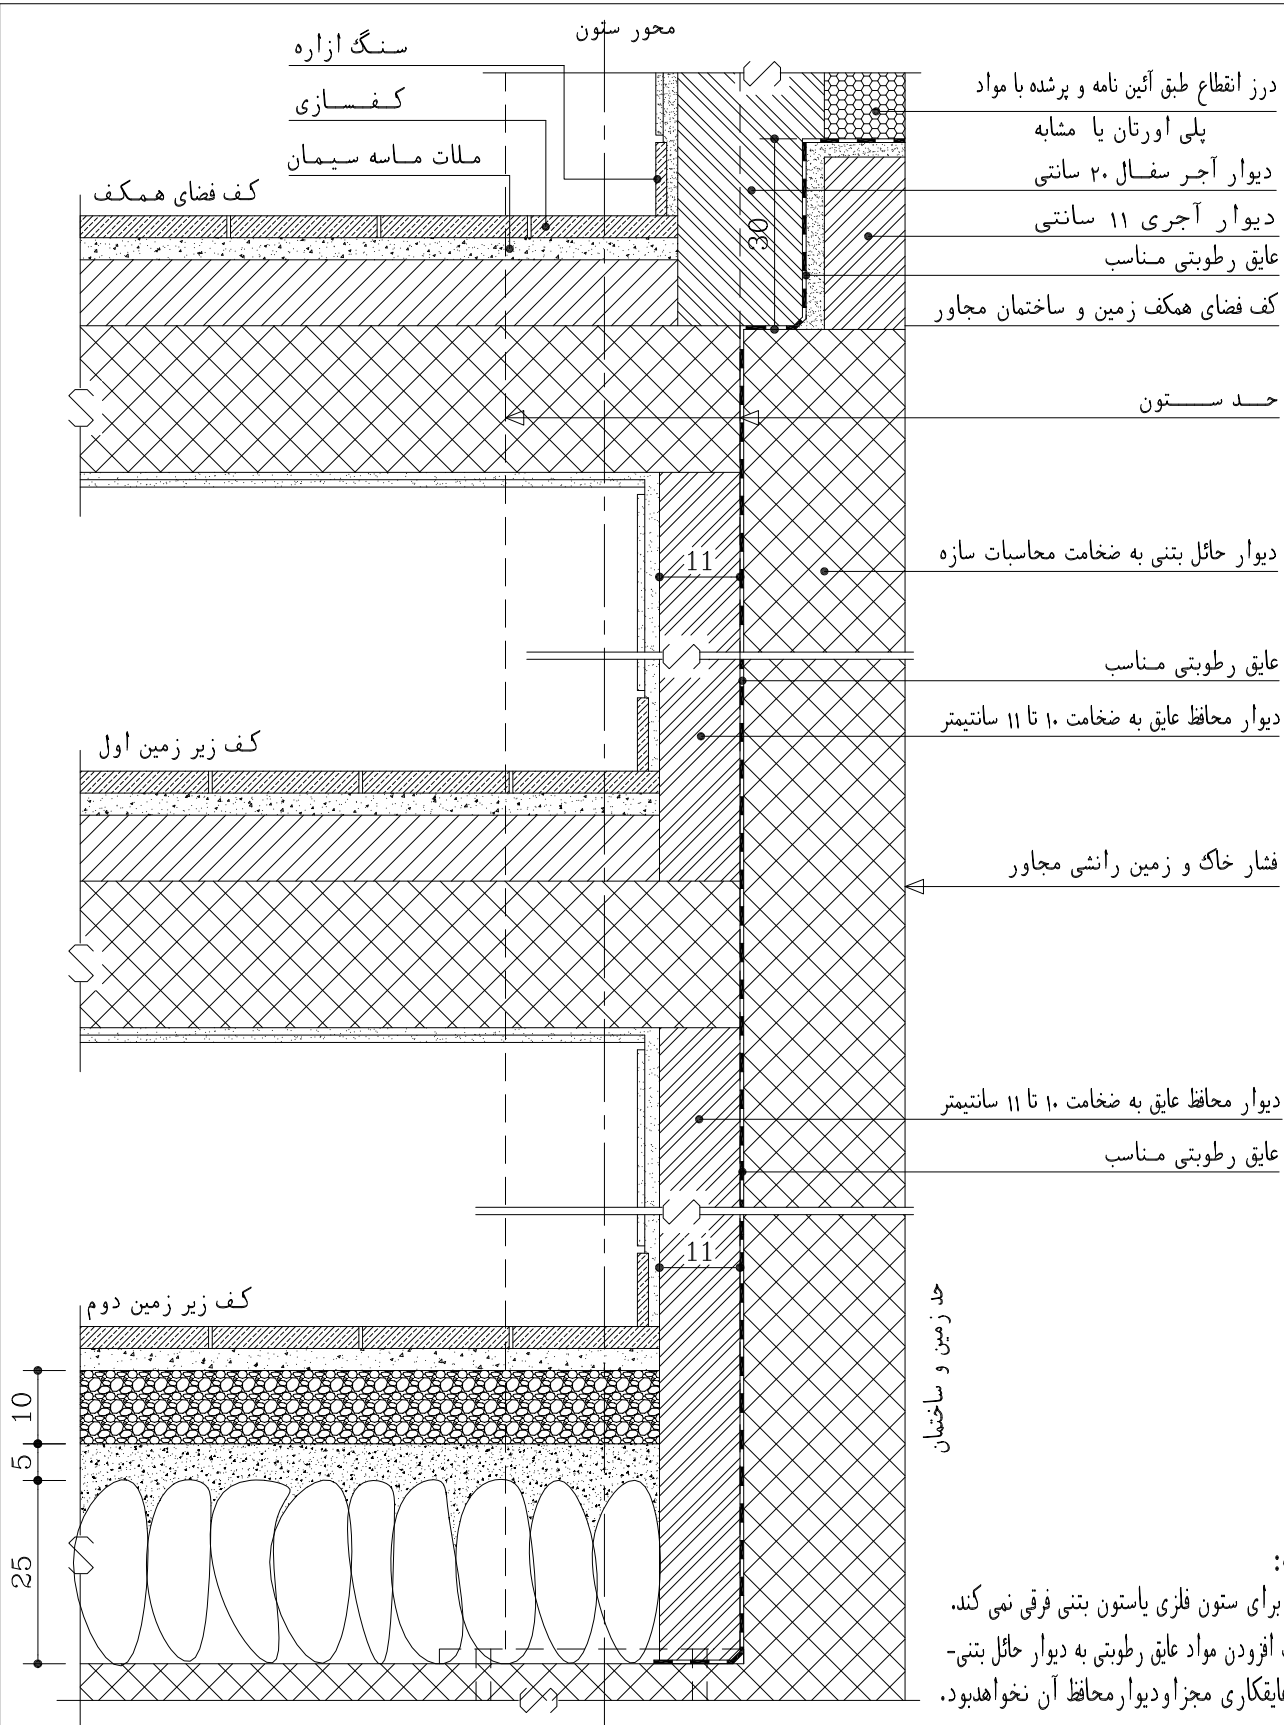 محور ستون
سنگ ازاره
کفسازی
ملات ماسه سیمان
کف فضای همکف
درز انقطاع طبق آئین نامه و پرشده با مواد
پلی اورتان یا مشابه
دیوار آجر سفال ۲۰ سانتی
دیوار آجری ۱۱ سانتی
عایق رطوبتی مناسب
کف فضای همکف زمین و ساختمان مجاور
30
حد ستون
دیوار حائل بتنی به ضخامت محاسبات سازه
11
عایق رطوبتی مناسب
دیوار محافظ عایق به ضخامت ۱۰ تا ۱۱ سانتیمتر
کف زیر زمین اول
فشار خاک و زمین رانشی مجاور
دیوار محافظ عایق به ضخامت ۱۰ تا ۱۱ سانتیمتر
عایق رطوبتی مناسب
11
کف زیر زمین دوم
حد زمین و ساختمان
10
5
25
برای ستون فلزی یاستون بتنی فرقی نمی کند.
افزودن مواد عایق رطوبتی به دیوار حائل بتنی-
عایقکاری مجزاودیوارمحافظ آن نخواهدبود.